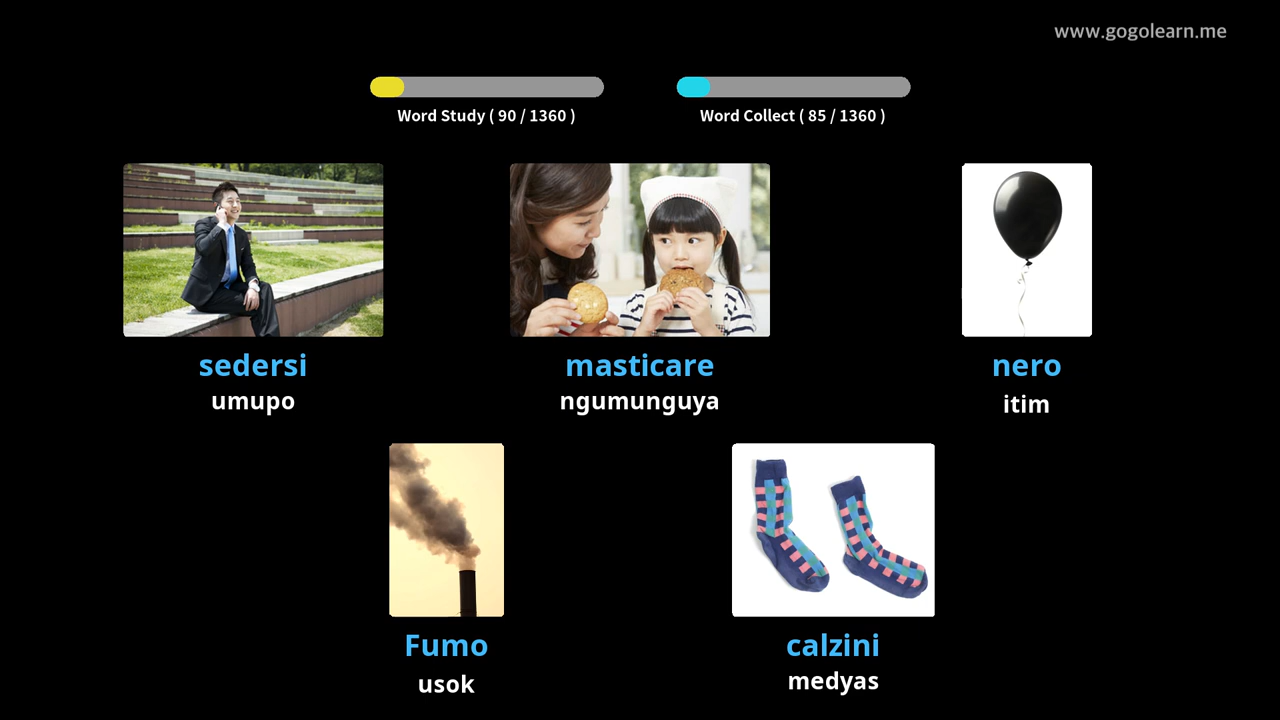 www.gogolearn.me
Word Study ( 90 / 1360 )
Word Collect ( 85 / 1360 )
sedersi
umupo
masticare
ngumunguya
nero
itim
Fumo
usok
calzini
medyas